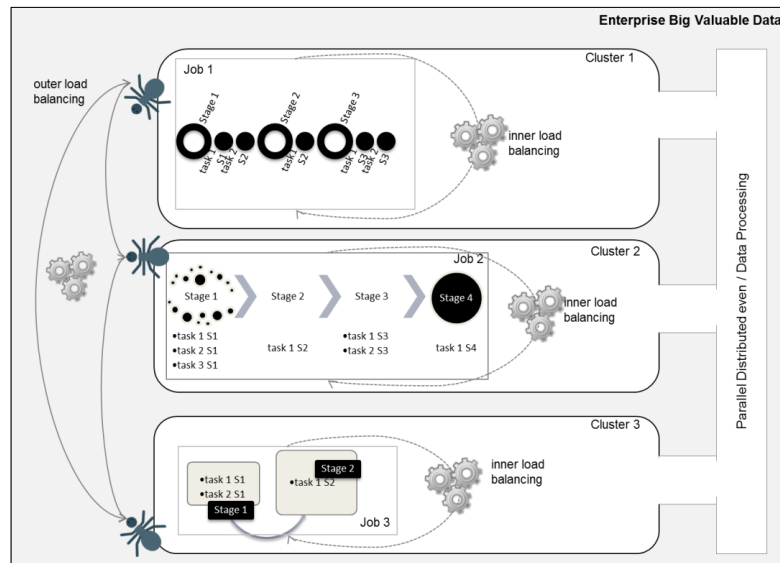 Enterprise Big Valuable Data
outer load
balancing
Cluster 1
Job 1
Stage 1
Stage 2
Stage 3
task 1 S1
task 2 S2
task1 S2
task 1 S3
task 2 S3
inner load
balancing
Cluster 2
Job 2
Stage 1
Stage 2
Stage 3
Stage 4
•task 1 S1
•task 2 S1
•task 3 S1
task 1 S2
•task 1 S3
•task 2 S3
task 1 S4
inner load
balancing
Cluster 3
•task 1 S1
•task 2 S1
Stage 1
Stage 2
•task 1 S2
Job 3
inner load
balancing
Parallel Distributed even / Data Processing